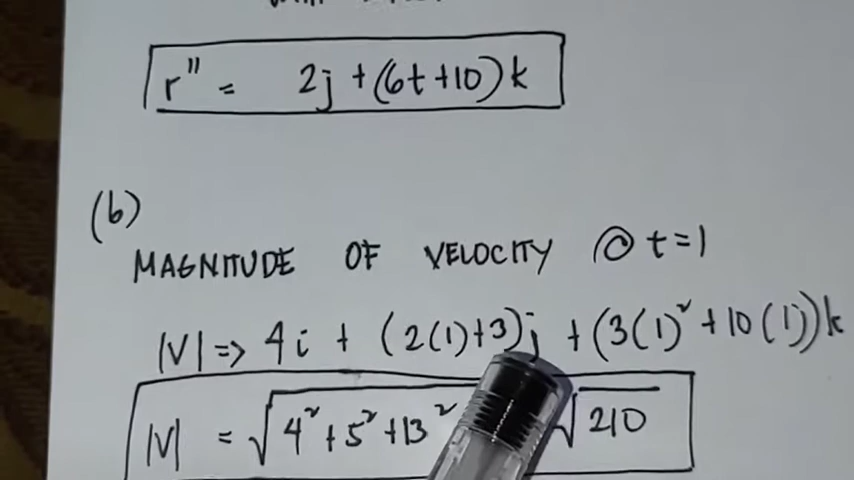 r" = 2j + (6t+10)k
(b)
MAGNITUDE OF VELOCITY @ t=1
|V| => 4i + (2(1)+3)j + (3(1)² + 10(1))k
|V| = √4² + 5² + 13² √210